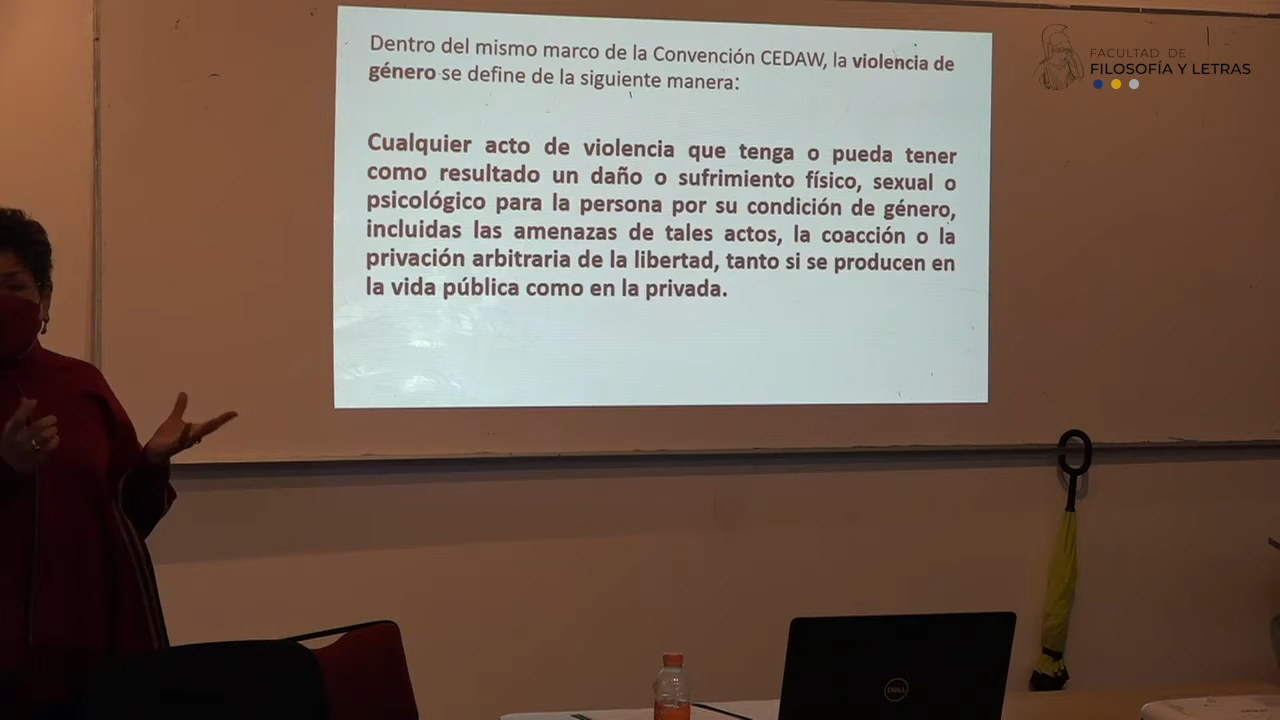 Dentro del mismo marco de la Convención CEDAW, la violencia de
género se define de la siguiente manera:
Cualquier acto de violencia que tenga o pueda tener
como resultado un daño o sufrimiento físico, sexual o
psicológico para la persona por su condición de género,
incluidas las amenazas de tales actos, la coacción o la
privación arbitraria de la libertad, tanto si se producen en
la vida pública como en la privada.
FACULTAD DE
FILOSOFÍA Y LETRAS
DELL